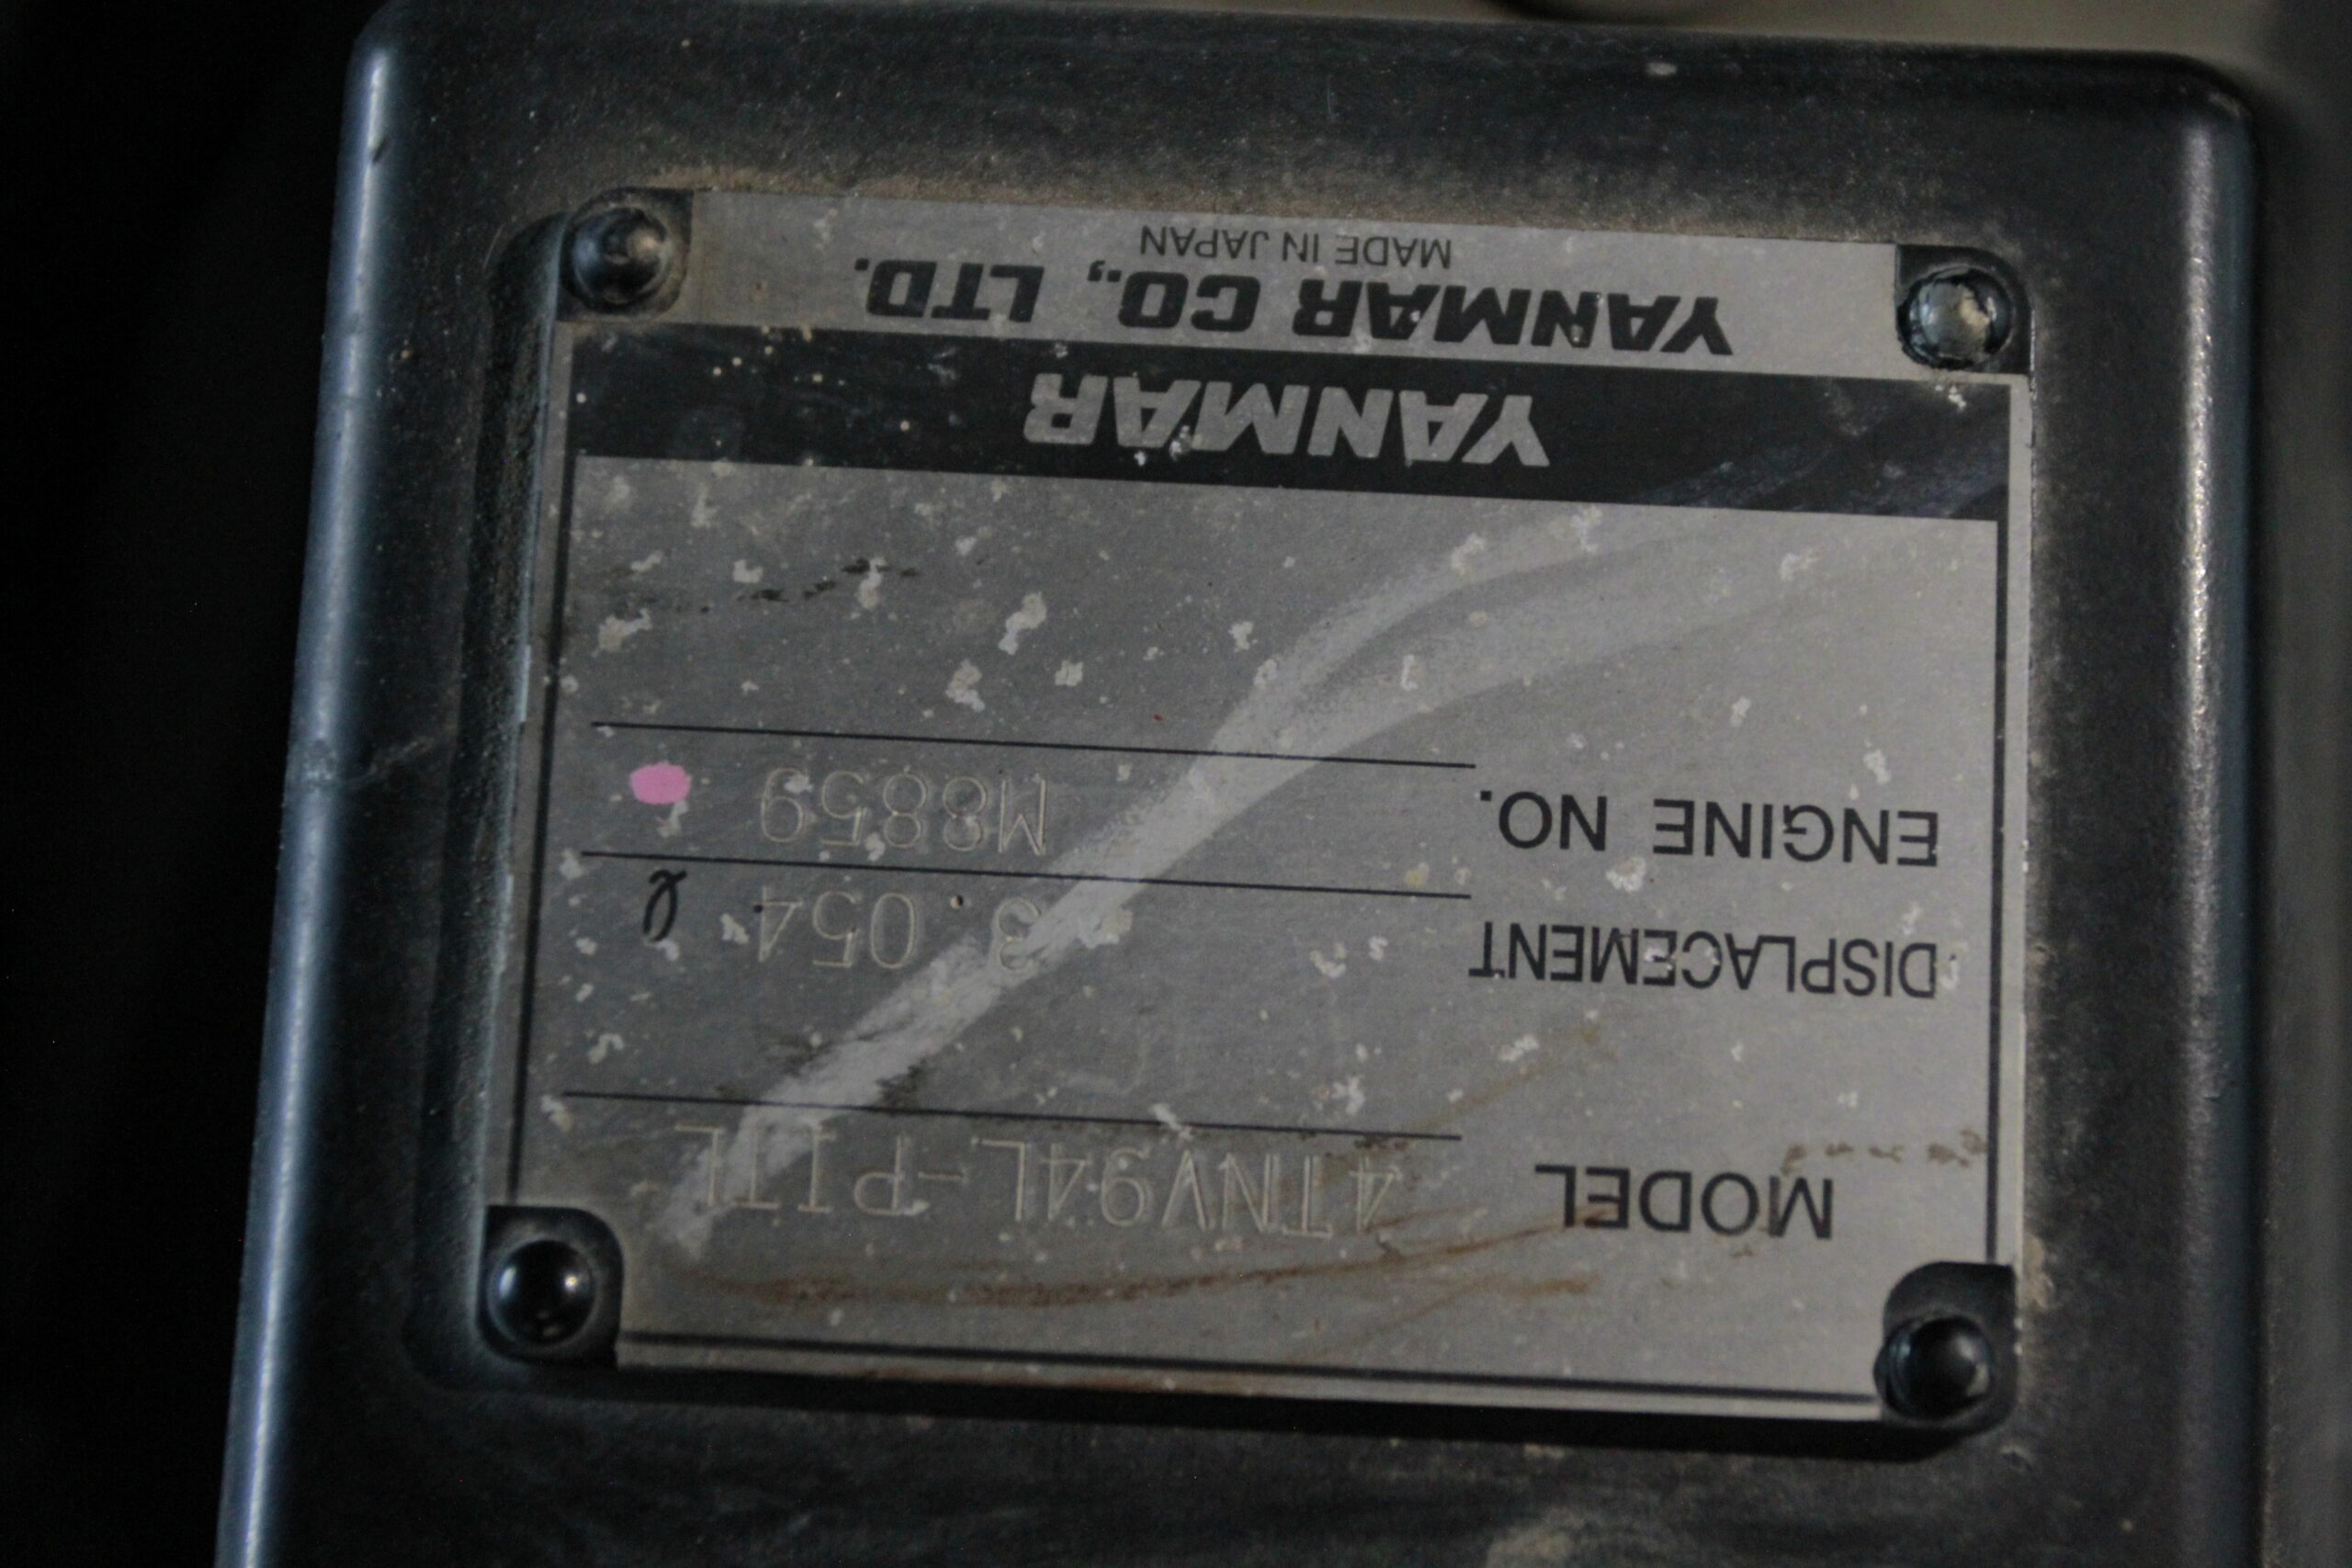 MODEL 4TNV94L-PITL
DISPLACEMENT 3.054 ℓ
ENGINE NO. M8859
YANMAR
YANMAR CO., LTD.
MADE IN JAPAN